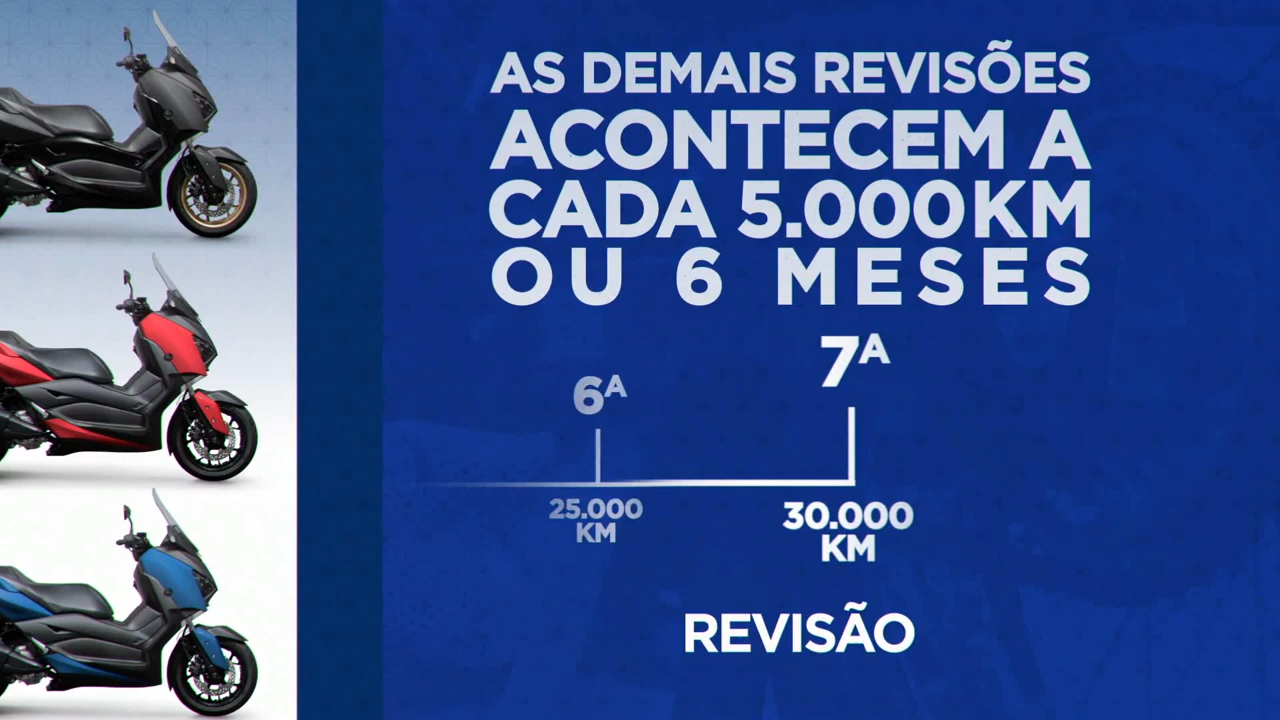 AS DEMAIS REVISÕES
ACONTECEM A
CADA 5.000KM
OU 6 MESES
6ᴬ
7ᴬ
25.000
KM
30.000
KM
REVISÃO